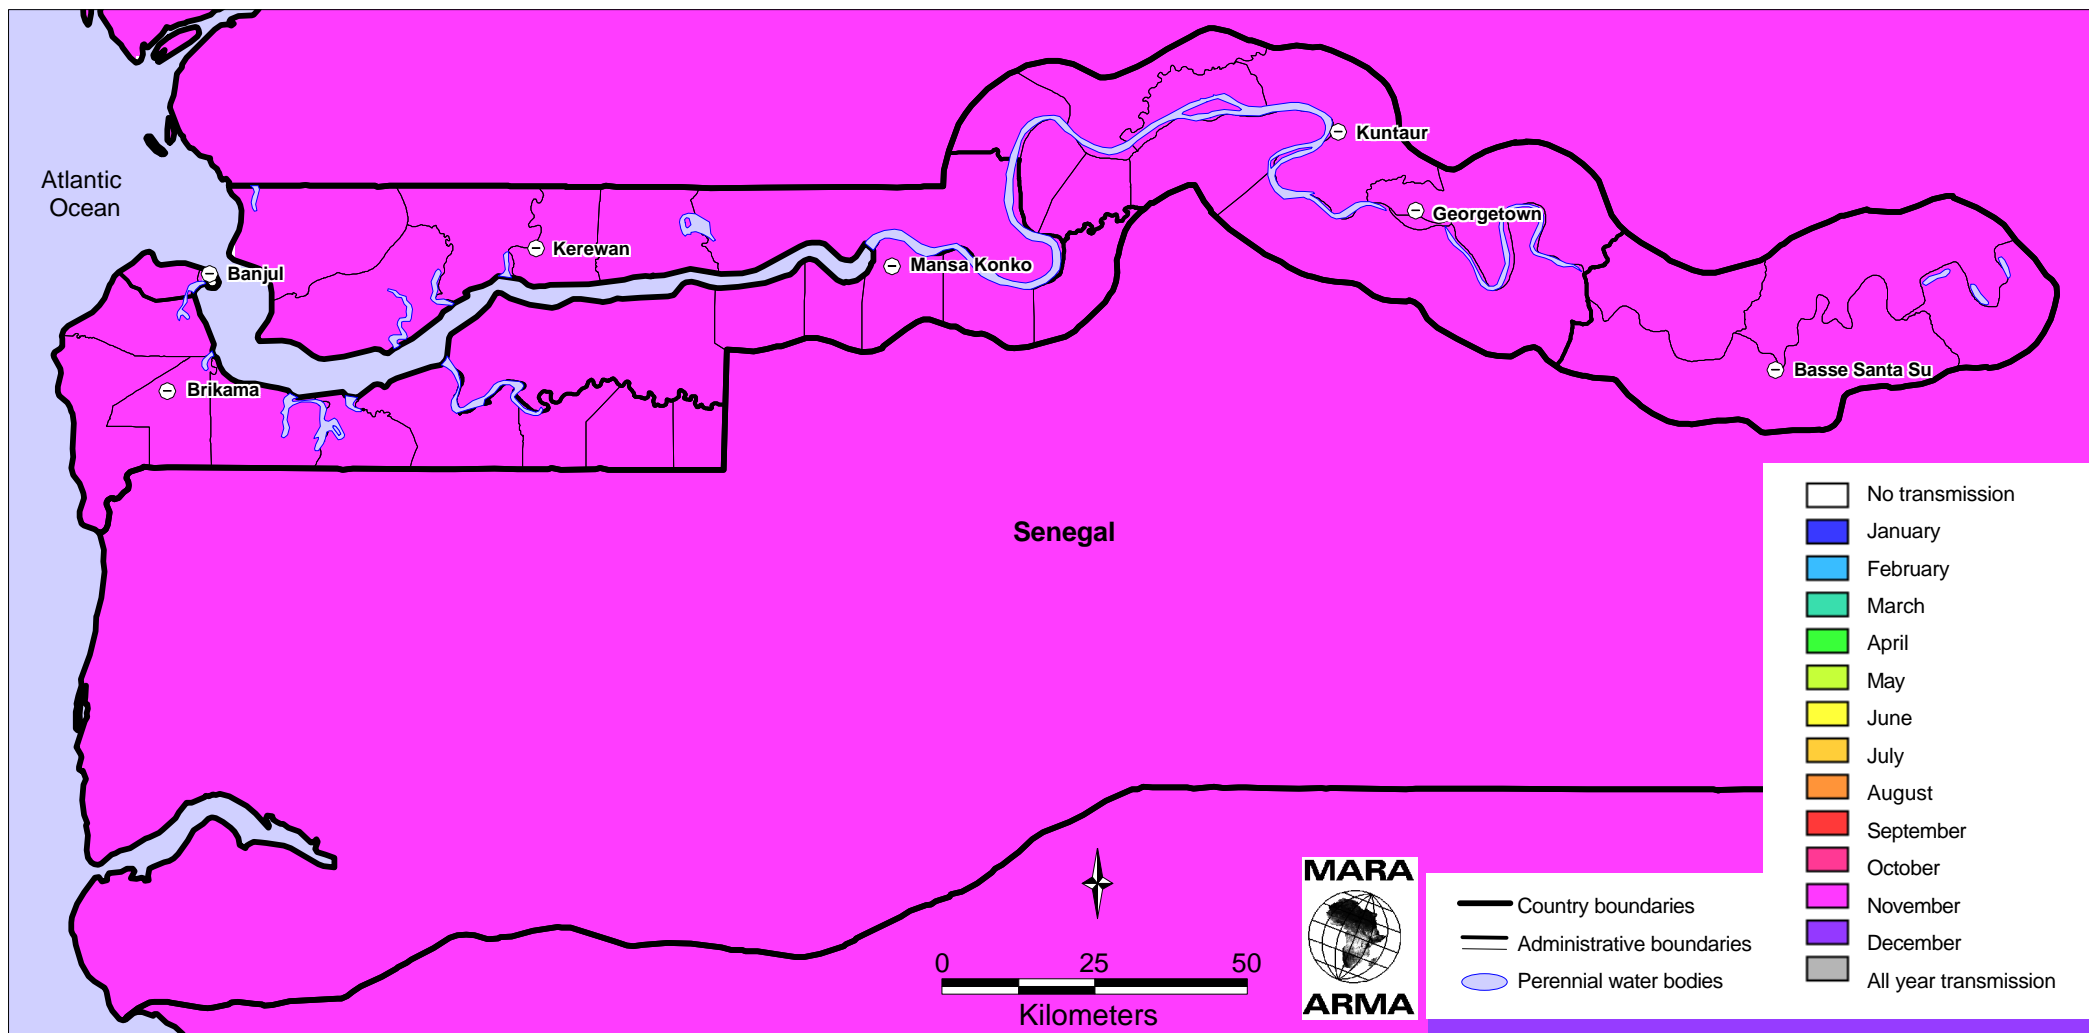 Kuntaur
Atlantic
Ocean
Georgetown
Kerewan
Mansa Konko
Banjul
Basse Santa Su
Brikama
Senegal
No transmission
January
February
March
April
May
June
July
August
September
October
November
December
All year transmission
MARA
ARMA
Country boundaries
Administrative boundaries
Perennial water bodies
0 25 50
Kilometers